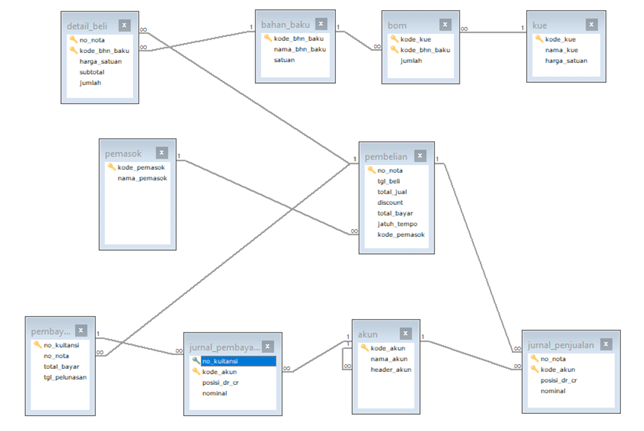 detail_beli
no_nota
kode_bhn_baku
harga_satuan
subtotal
jumlah
bahan_baku
kode_bhn_baku
nama_bhn_baku
satuan
bom
kode_kue
kode_bhn_baku
jumlah
kue
kode_kue
nama_kue
harga_satuan
pemasok
kode_pemasok
nama_pemasok
pembelian
no_nota
tgl_beli
total_jual
discount
total_bayar
jatuh_tempo
kode_pemasok
pembay...
no_kuitansi
no_nota
total_bayar
tgl_pelunasan
jurnal_pembaya...
no_kuitansi
kode_akun
posisi_dr_cr
nominal
akun
kode_akun
nama_akun
header_akun
jurnal_penjualan
no_nota
kode_akun
posisi_dr_cr
nominal